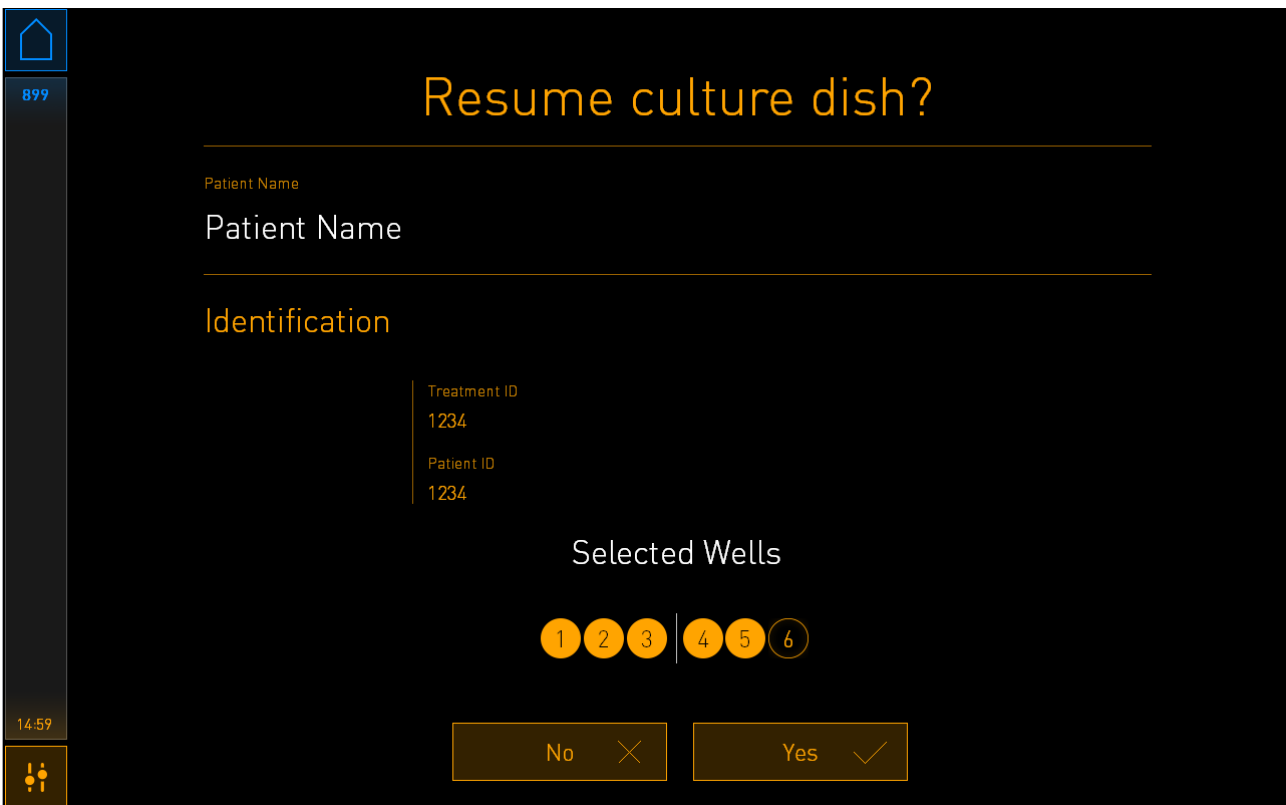 899
Resume culture dish?
Patient Name
Patient Name
Identification
Treatment ID
1234
Patient ID
1234
Selected Wells
1 2 3 4 5 6
14:59
No Yes